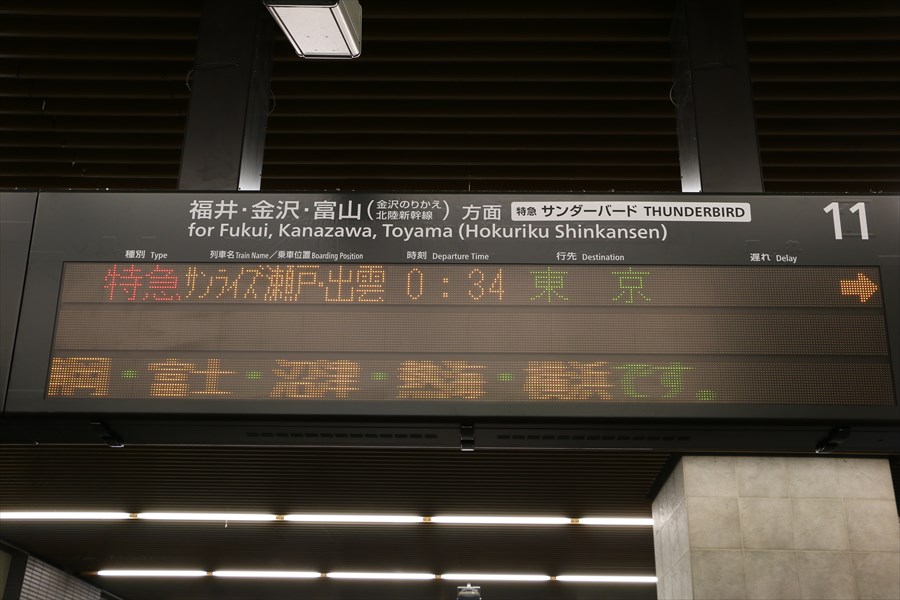 福井・金沢・富山(金沢のりかえ 北陸新幹線)方面 特急 サンダーバード THUNDERBIRD 11
for Fukui, Kanazawa, Toyama (Hokuriku Shinkansen)
種別 Type 列車名 Train Name/乗車位置 Boarding Position 時刻 Departure Time 行先 Destination 遅れ Delay
特急 サンライズ瀬戸・出雲 0:34 東京
・富士・沼津・熱海・横浜です。